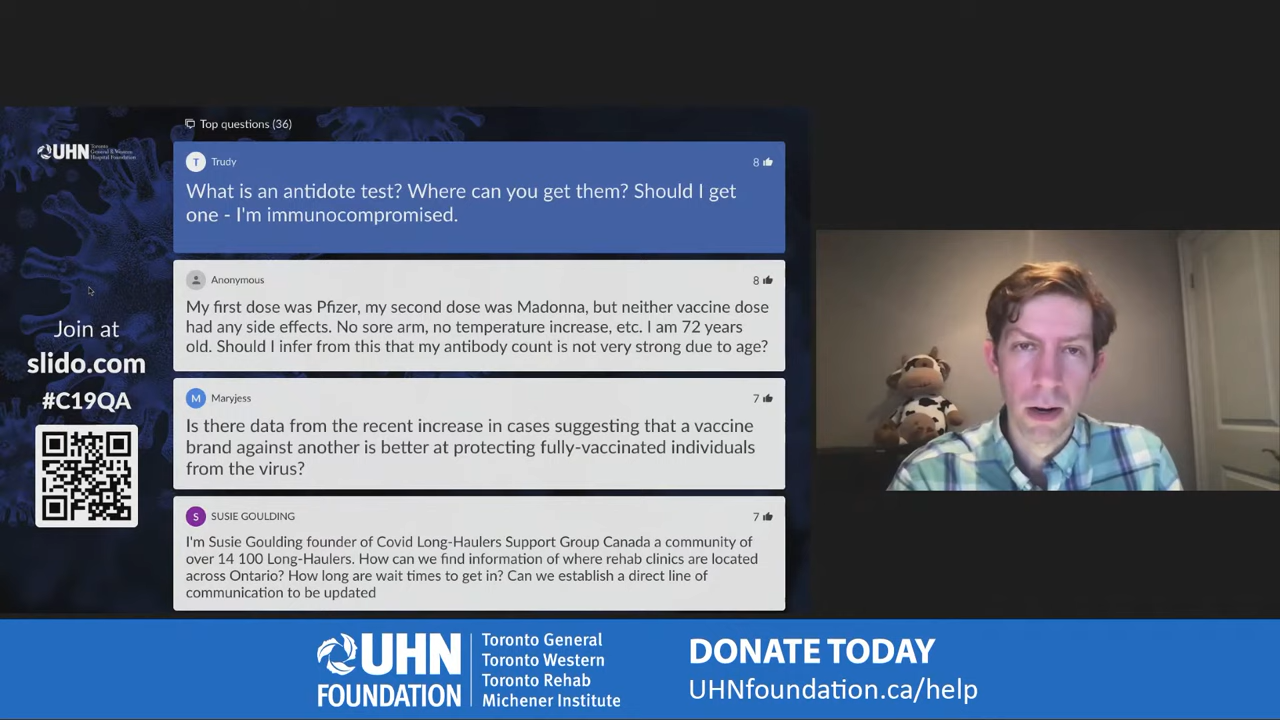 Top questions (36)
UHN
Toronto
General & Western
Hospital Foundation
T Trudy 8
What is an antidote test? Where can you get them? Should I get
one - I'm immunocompromised.
Anonymous 8
My first dose was Pfizer, my second dose was Madonna, but neither vaccine dose
had any side effects. No sore arm, no temperature increase, etc. I am 72 years
old. Should I infer from this that my antibody count is not very strong due to age?
Join at
slido.com
#C19QA
M Maryjess 7
Is there data from the recent increase in cases suggesting that a vaccine
brand against another is better at protecting fully-vaccinated individuals
from the virus?
S SUSIE GOULDING 7
I'm Susie Goulding founder of Covid Long-Haulers Support Group Canada a community of
over 14 100 Long-Haulers. How can we find information of where rehab clinics are located
across Ontario? How long are wait times to get in? Can we establish a direct line of
communication to be updated
UHN
FOUNDATION
Toronto General
Toronto Western
Toronto Rehab
Michener Institute
DONATE TODAY
UHNfoundation.ca/help